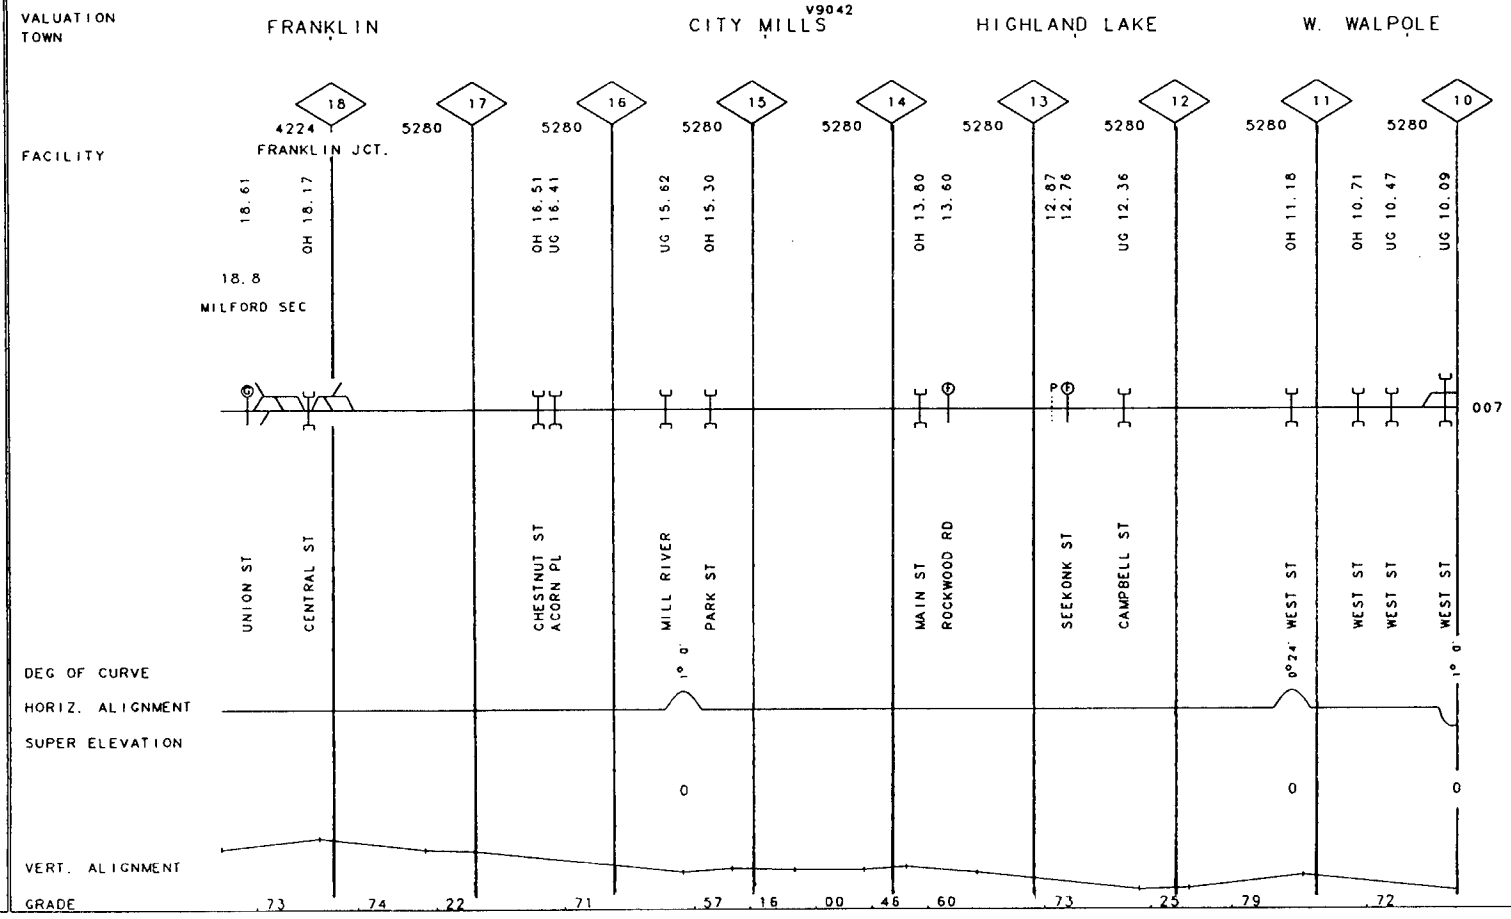 VALUATION
TOWN
FRANKLIN
CITY MILLS
V9042
HIGHLAND LAKE
W. WALPOLE
18
17
16
15
14
13
12
11
10
4224
5280
5280
5280
5280
5280
5280
5280
5280
FACILITY
FRANKLIN JCT.
18.61
OH 18.17
OH 16.51
UG 16.41
UG 15.62
OH 15.30
OH 13.80
13.60
12.87
12.76
UG 12.36
OH 11.18
OH 10.71
UG 10.47
UG 10.09
18.8
MILFORD SEC
G
F
P
F
007
UNION ST
CENTRAL ST
CHESTNUT ST
ACORN PL
MILL RIVER
PARK ST
MAIN ST
ROCKWOOD RD
SEEKONK ST
CAMPBELL ST
WEST ST
WEST ST
WEST ST
WEST ST
DEG OF CURVE
1° 0'
0°24'
1° 0'
HORIZ. ALIGNMENT
SUPER ELEVATION
0
0
0
VERT. ALIGNMENT
GRADE
.73
.74
.22
.71
.57
.16
.00
.46
.60
.73
.25
.79
.72